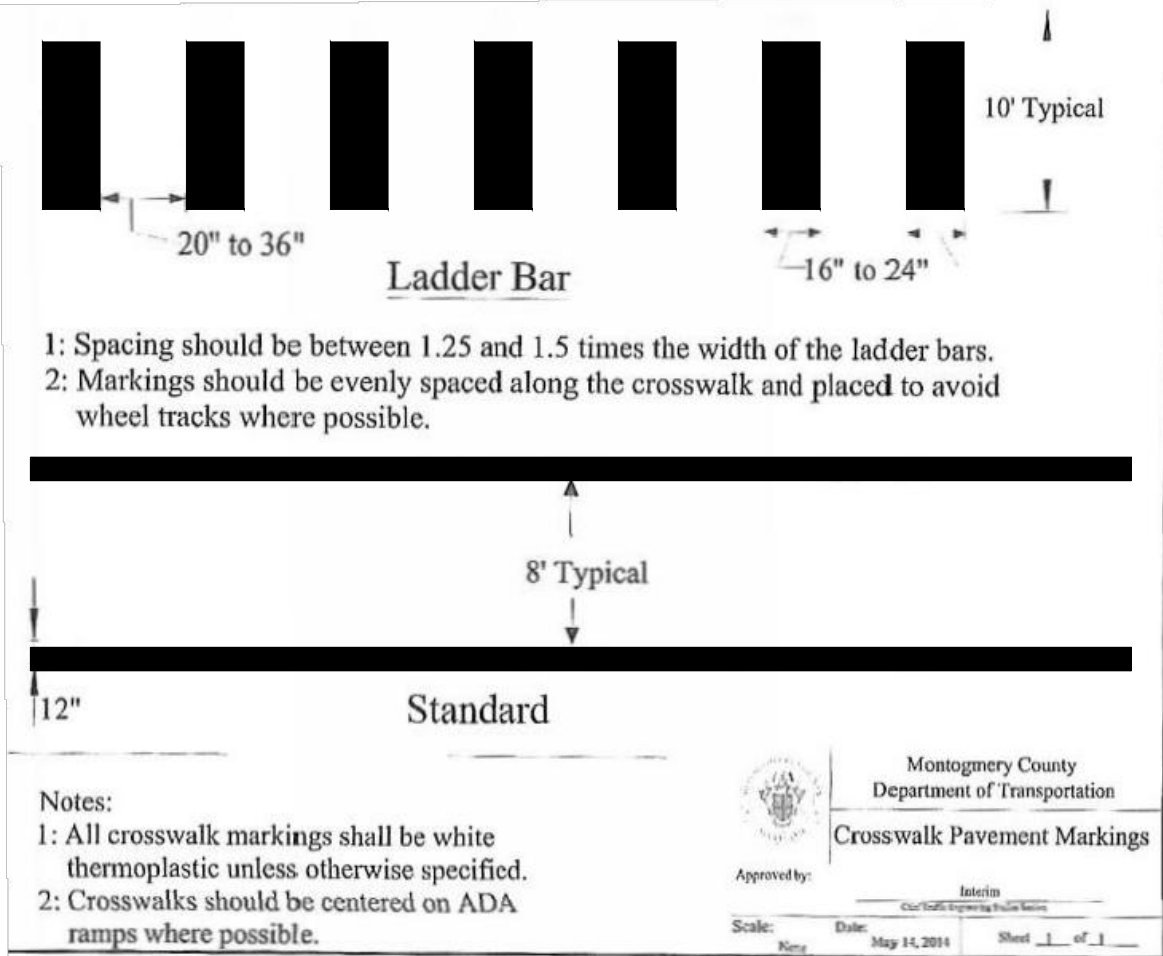 10' Typical
20" to 36"
16" to 24"
Ladder Bar
1: Spacing should be between 1.25 and 1.5 times the width of the ladder bars.
2: Markings should be evenly spaced along the crosswalk and placed to avoid
wheel tracks where possible.
8' Typical
12"
Standard
Notes:
1: All crosswalk markings shall be white
thermoplastic unless otherwise specified.
2: Crosswalks should be centered on ADA
ramps where possible.
Montogmery County
Department of Transportation
Crosswalk Pavement Markings
Approved by:
Interim
Scale:
None
Date:
May 14, 2014
Sheet 1 of 1